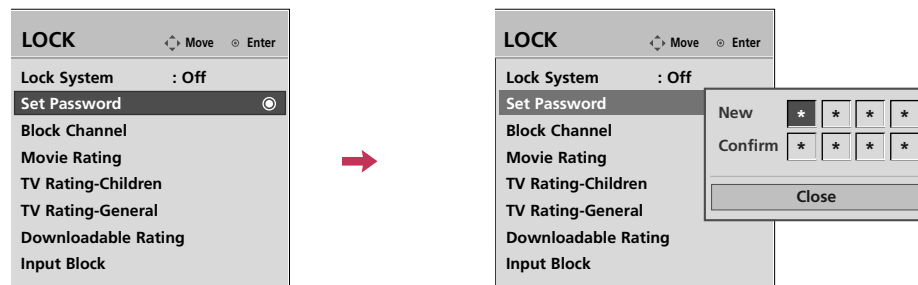 LOCK Move Enter
Lock System : Off
Set Password
Block Channel
Movie Rating
TV Rating-Children
TV Rating-General
Downloadable Rating
Input Block
LOCK Move Enter
Lock System : Off
Set Password
Block Channel
Movie Rating
TV Rating-Children
TV Rating-General
Downloadable Rating
Input Block
New * * * *
Confirm * * * *
Close